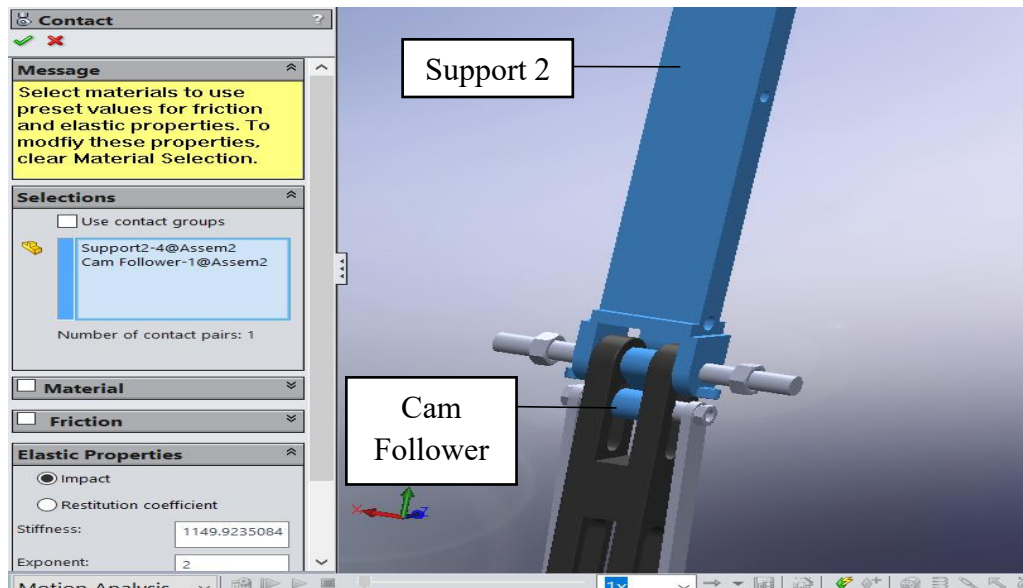 Contact ?
Message
Select materials to use
preset values for friction
and elastic properties. To
modfiy these properties,
clear Material Selection.
Selections
Use contact groups
Support2-4@Assem2
Cam Follower-1@Assem2
Number of contact pairs: 1
Material
Friction
Elastic Properties
Impact
Restitution coefficient
Stiffness:
1149.9235084
Exponent:
2
Motion Analysis
1x
Support 2
Cam
Follower
X
Z